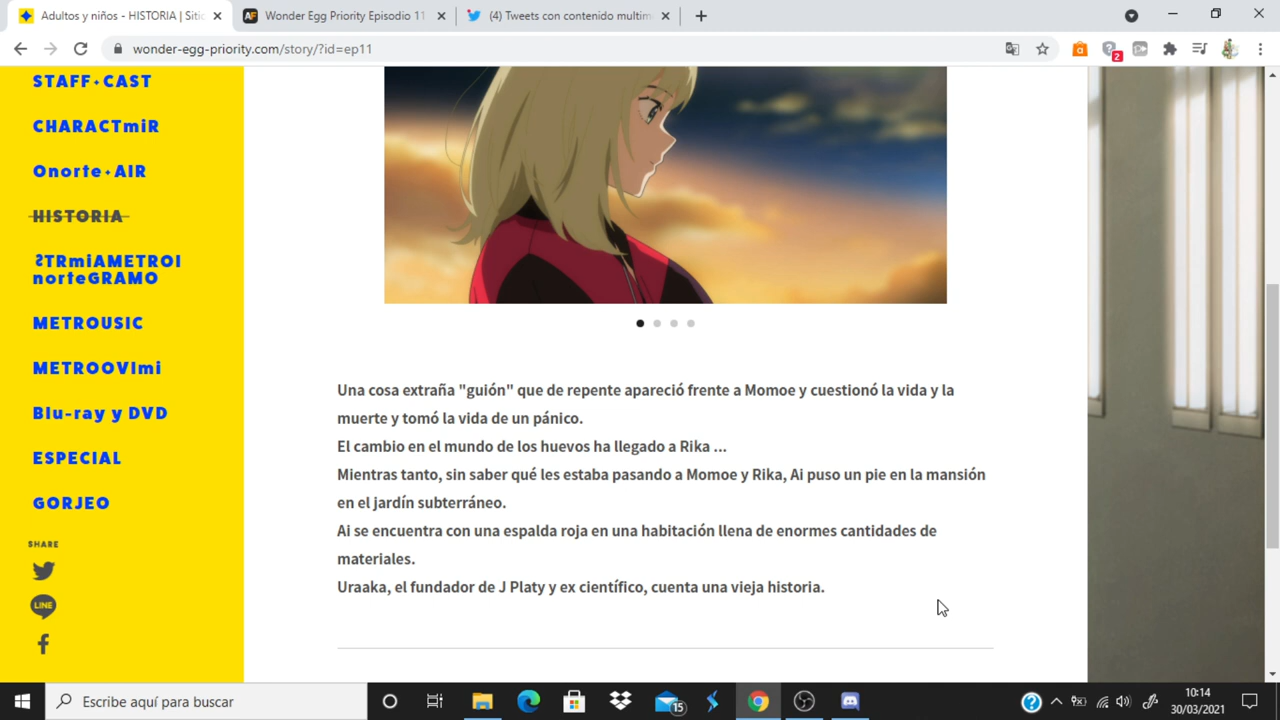 Adultos y niños - HISTORIA | Sitio
Wonder Egg Priority Episodio 11
(4) Tweets con contenido multim
wonder-egg-priority.com/story/?id=ep11
2
STAFF+CAST
CHARACTmiR
Onorte+AIR
HISTORIA
STRmiAMETROI
norteGRAMO
METROUSIC
METROOVImi
Blu-ray y DVD
ESPECIAL
GORJEO
SHARE
LINE
Una cosa extraña "guión" que de repente apareció frente a Momoe y cuestionó la vida y la
muerte y tomó la vida de un pánico.
El cambio en el mundo de los huevos ha llegado a Rika ...
Mientras tanto, sin saber qué les estaba pasando a Momoe y Rika, Ai puso un pie en la mansión
en el jardín subterráneo.
Ai se encuentra con una espalda roja en una habitación llena de enormes cantidades de
materiales.
Uraaka, el fundador de J Platy y ex científico, cuenta una vieja historia.
Escribe aquí para buscar
15
10:14
30/03/2021